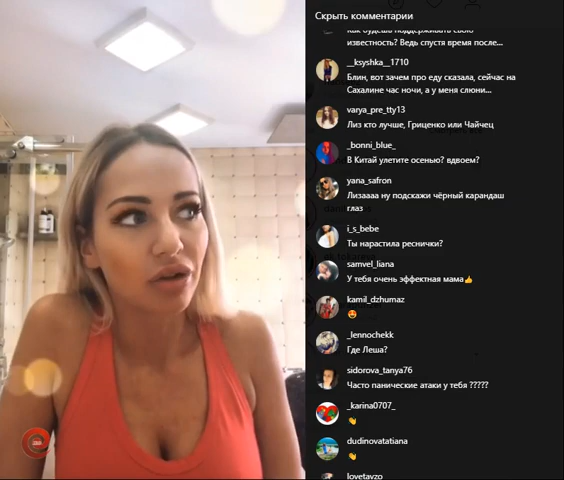 Скрыть комментарии
как будешь поддерживать свою
известность? Ведь спустя время после...
__ksyshka__1710
Блин, вот зачем про еду сказала, сейчас на
Сахалине час ночи, а у меня слюни...
varya_pre_tty13
Лиз кто лучше, Гриценко или Чайчец
_bonni_blue_
В Китай улетите осенью? вдвоем?
yana_safron
Лизаааа ну подскажи чёрный карандаш
глаз
i_s_bebe
Ты нарастила реснички?
samvel_liana
У тебя очень эффектная мама👍
kamil_dzhumaz
😍
_lennochekk
Где Леша?
sidorova_tanya76
Часто панические атаки у тебя ?????
_karina0707_
👏
dudinovatatiana
👏
lovetavzo